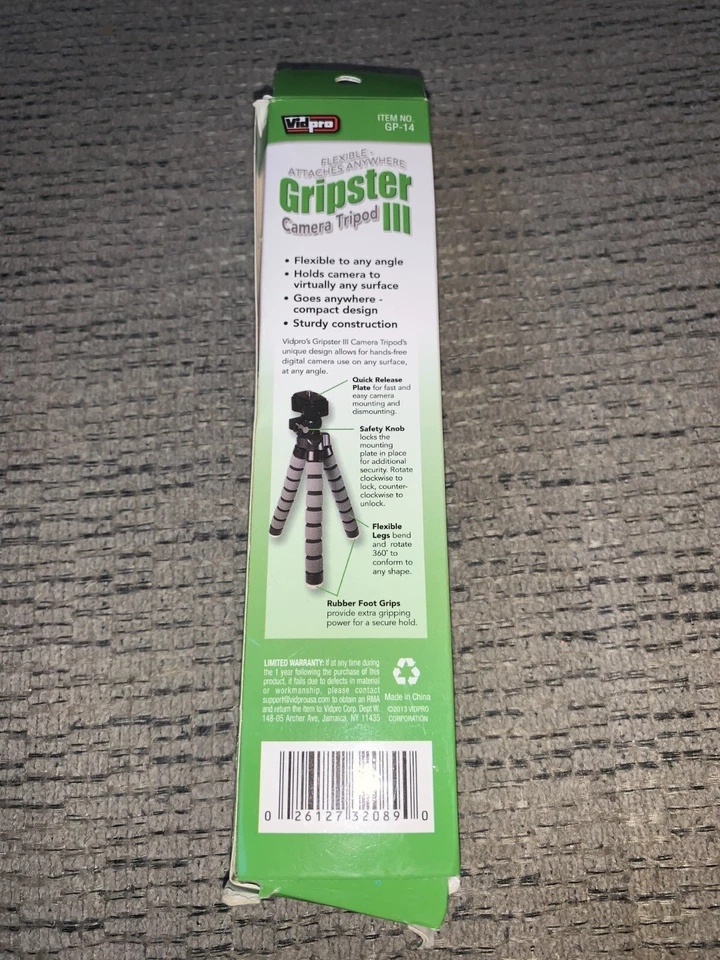 Vidpro
ITEM NO.
GP-14
FLEXIBLE -
ATTACHES ANYWHERE
Gripster
Camera Tripod III
• Flexible to any angle
• Holds camera to
virtually any surface
• Goes anywhere -
compact design
• Sturdy construction
Vidpro's Gripster III Camera Tripod's
unique design allows for hands-free
digital camera use on any surface,
at any angle.
Quick Release
Plate for fast and
easy camera
mounting and
dismounting.
Safety Knob
locks the
mounting
plate in place
for additional
security. Rotate
clockwise to
lock, counter-
clockwise to
unlock.
Flexible
Legs bend
and rotate
360° to
conform to
any shape.
Rubber Foot Grips
provide extra gripping
power for a secure hold.
LIMITED WARRANTY: If at any time during
the 1 year following the purchase of this
product, it fails due to defects in material
or workmanship, please contact
support@vidprousa.com to obtain an RMA
and return the item to Vidpro Corp. Dept W.
148-05 Archer Ave, Jamaica, NY 11435
Made in China
©2013 VIDPRO
CORPORATION
0 26127 32089 0